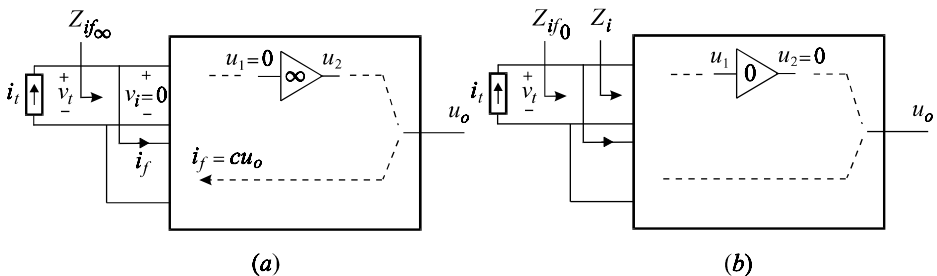 Z_{if∞}
u_1=0
∞
u_2
i_t
+
v_t
−
+
v_i=0
−
i_f
i_f = cu_o
u_o
(a)
Z_{if0}
Z_i
u_1
0
u_2=0
i_t
+
v_t
−
u_o
(b)